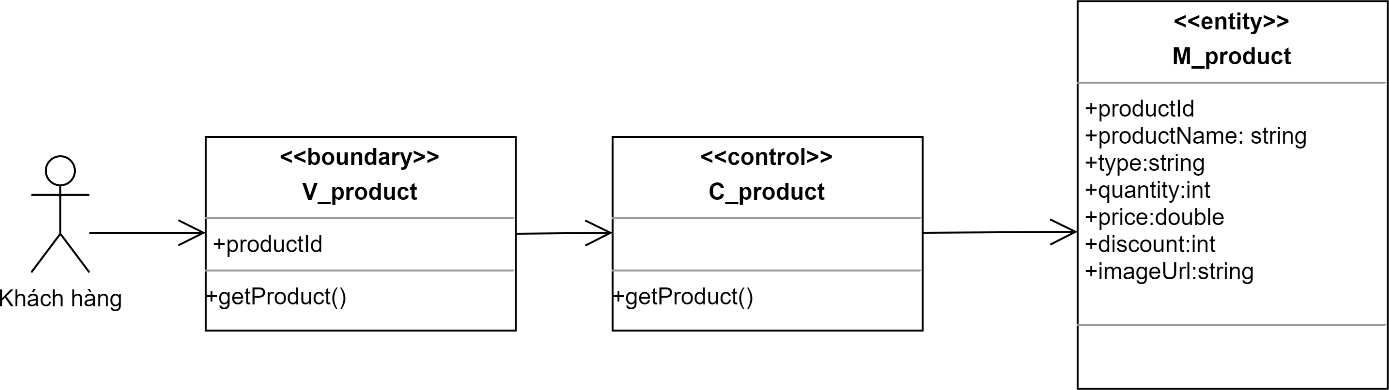 Khách hàng
<<boundary>>
V_product
+productId
+getProduct()
<<control>>
C_product
+getProduct()
<<entity>>
M_product
+productId
+productName: string
+type:string
+quantity:int
+price:double
+discount:int
+imageUrl:string